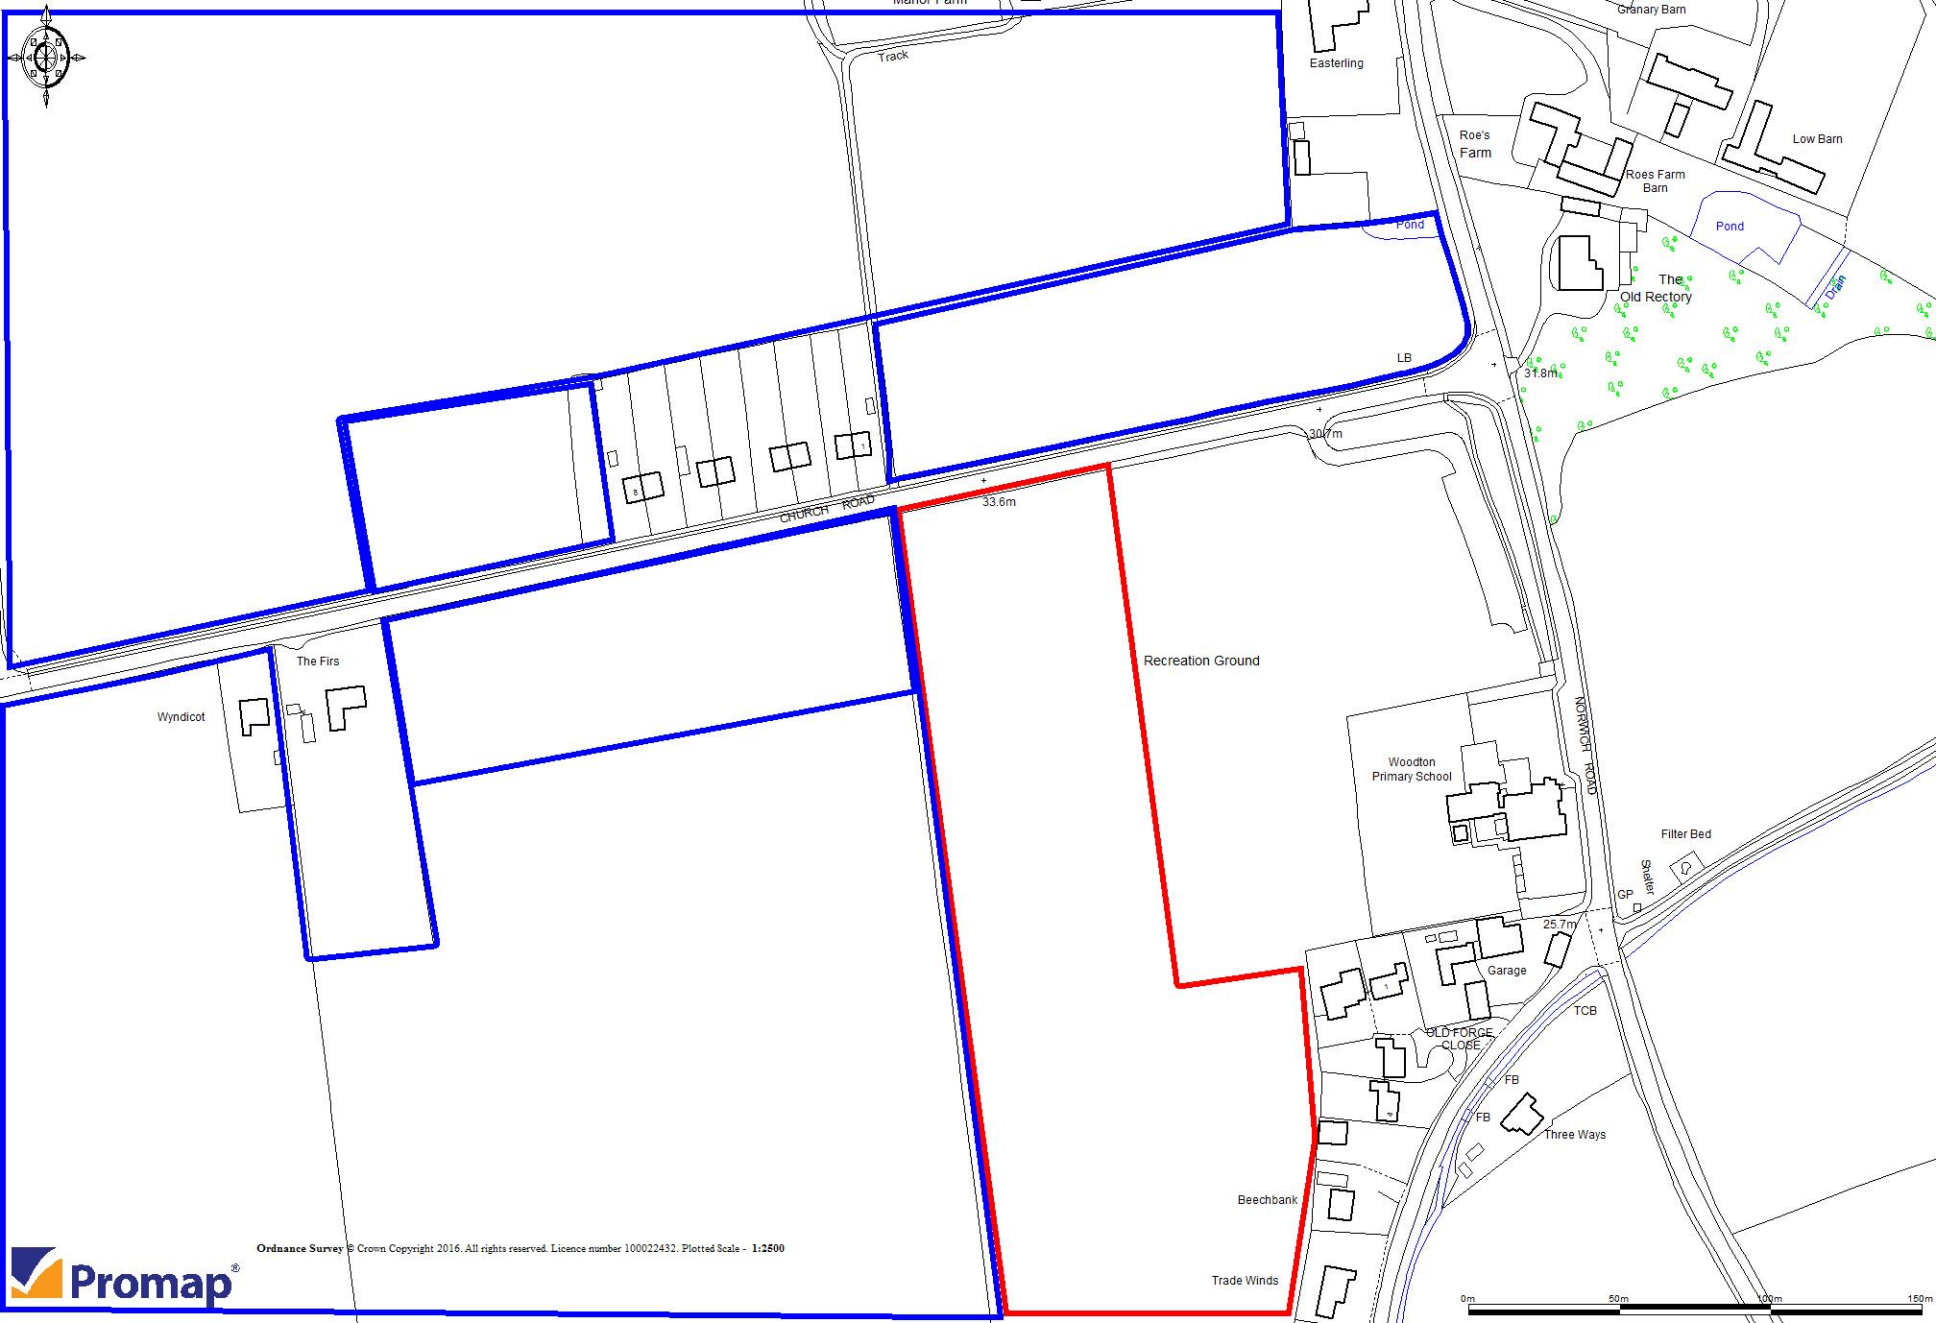 Manor Farm
Granary Barn
Track
Easterling
Roe's
Farm
Low Barn
Roes Farm
Barn
Pond
Pond
The
Old Rectory
Drain
LB
31.8m
30.7m
1
8
CHURCH ROAD
33.6m
The Firs
Wyndicot
Recreation Ground
NORWICH ROAD
Woodton
Primary School
Filter Bed
Shelter
GP
25.7m
Garage
1
TCB
OLD FORGE
CLOSE
FB
FB
Three Ways
Beechbank
Trade Winds
Ordnance Survey © Crown Copyright 2016. All rights reserved. Licence number 100022432. Plotted Scale - 1:2500
Promap®
0m 50m 100m 150m